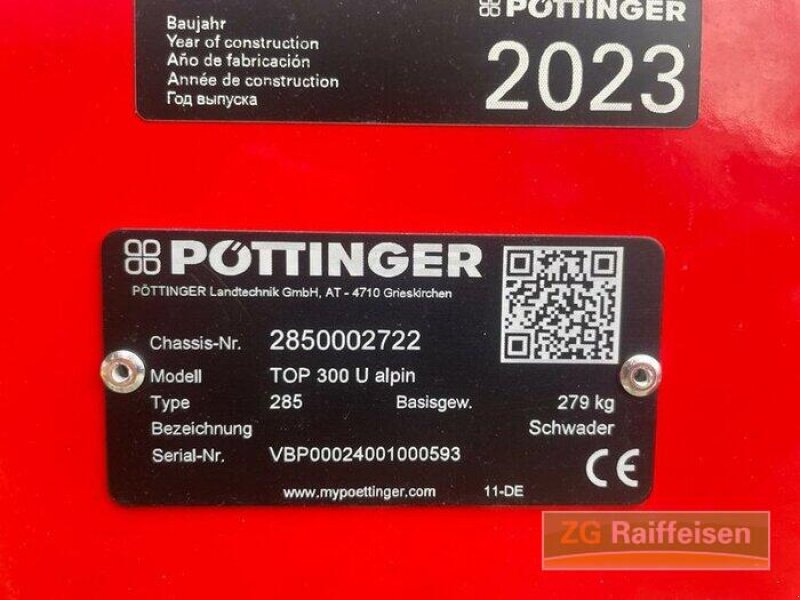 PÖTTINGER
Baujahr
Year of construction
Año de fabricación
Année de construction
Год выпуска
2023
PÖTTINGER
PÖTTINGER Landtechnik GmbH, AT - 4710 Grieskirchen
Chassis-Nr. 2850002722
Modell TOP 300 U alpin
Type 285 Basisgew. 279 kg
Bezeichnung Schwader
Serial-Nr. VBP00024001000593
CE
www.mypoettinger.com 11-DE
ZG Raiffeisen